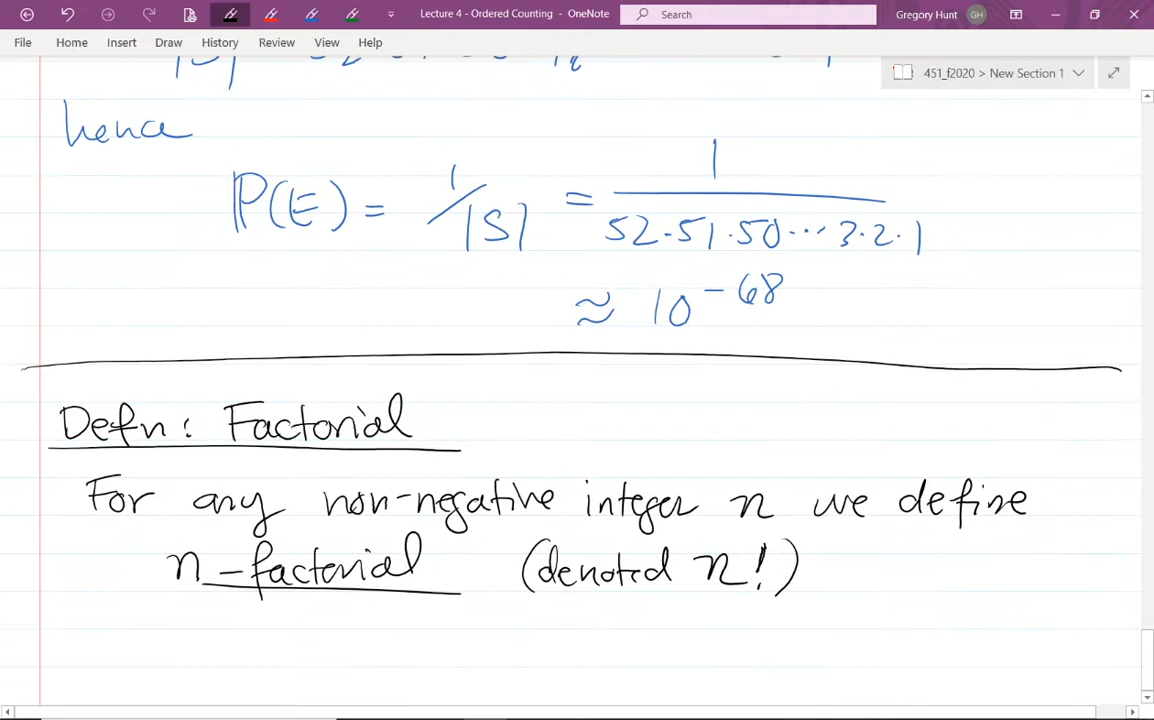 Lecture 4 - Ordered Counting - OneNote
Search
Gregory Hunt
GH
File Home Insert Draw History Review View Help
451_f2020 > New Section 1
hence
P(E) = 1/|S| = 1/(52·51·50···3·2·1)
≈ 10^-68
Defn: Factorial
For any non-negative integer n we define
n-factorial (denoted n!)